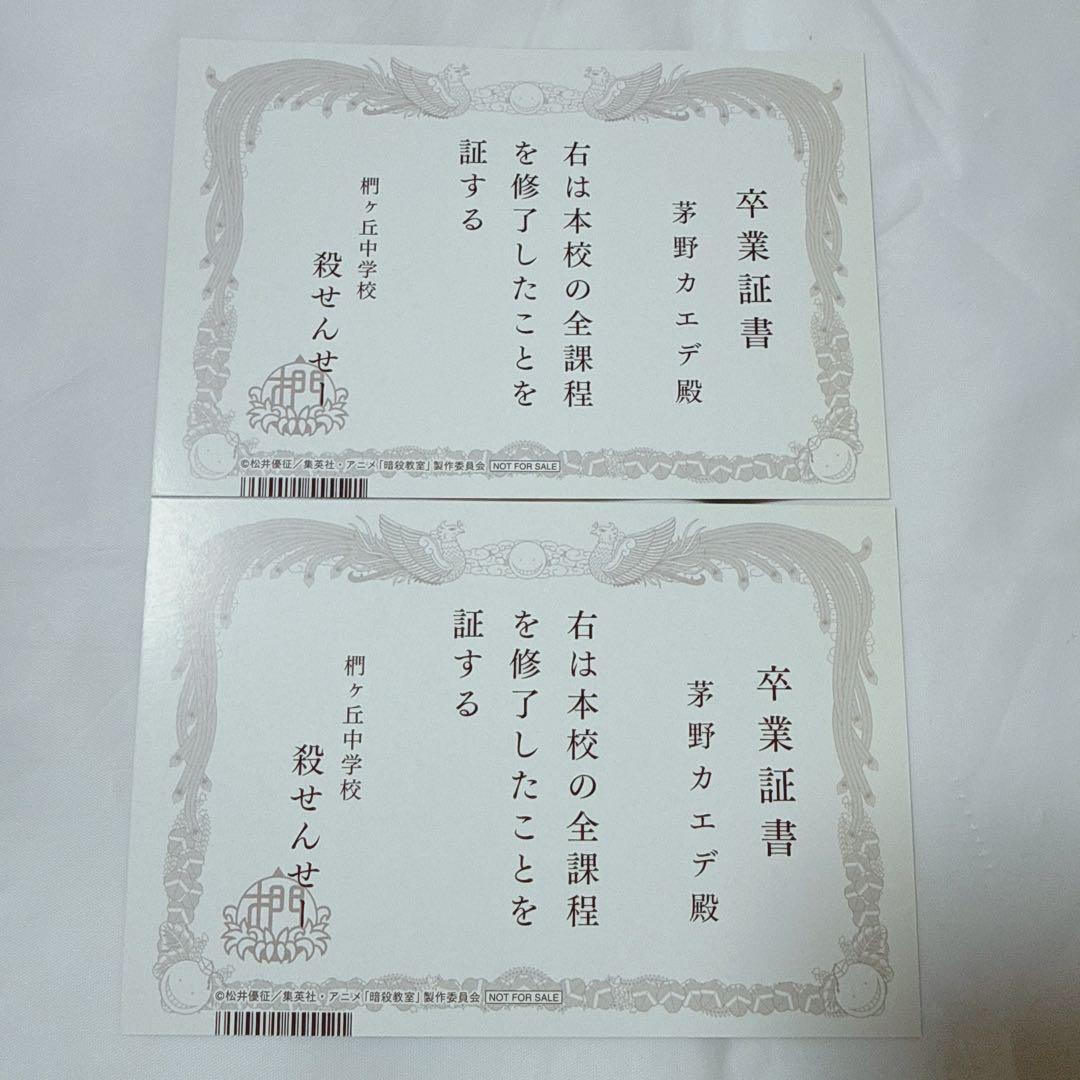 卒業証書
茅野カエデ殿
右は本校の全課程
を修了したことを
証する
椚ヶ丘中学校
殺せんせー
椚
©松井優征/集英社・アニメ「暗殺教室」製作委員会 NOT FOR SALE
卒業証書
茅野カエデ殿
右は本校の全課程
を修了したことを
証する
椚ヶ丘中学校
殺せんせー
椚
©松井優征/集英社・アニメ「暗殺教室」製作委員会 NOT FOR SALE